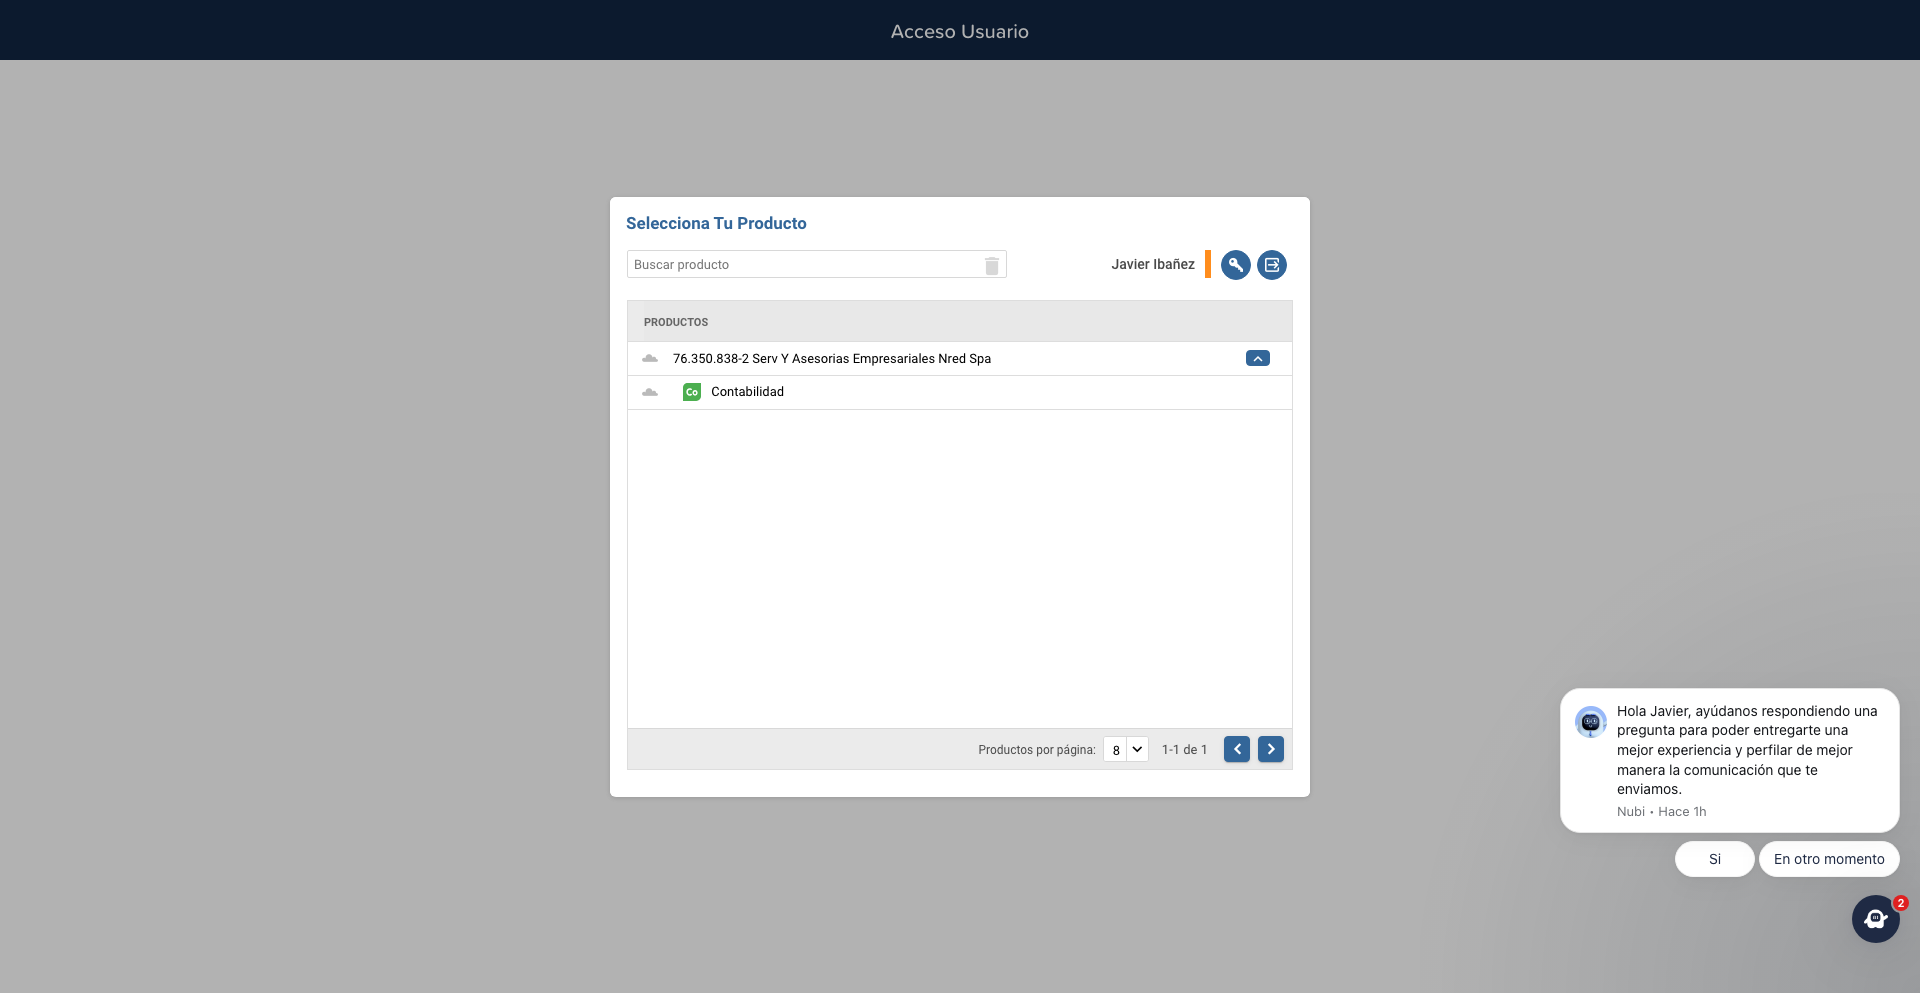 Acceso Usuario
Selecciona Tu Producto
Buscar producto
Javier Ibañez
PRODUCTOS
76.350.838-2 Serv Y Asesorias Empresariales Nred Spa
Co Contabilidad
Productos por página: 8 1-1 de 1
Hola Javier, ayúdanos respondiendo una
pregunta para poder entregarte una
mejor experiencia y perfilar de mejor
manera la comunicación que te
enviamos.
Nubi • Hace 1h
Si
En otro momento
2